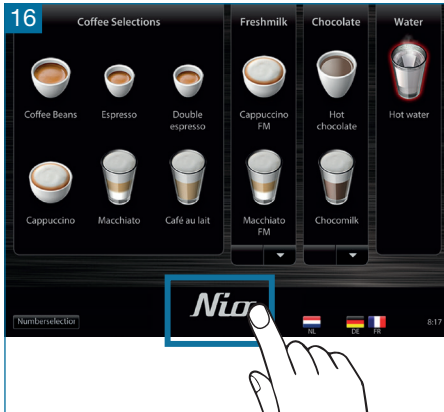 16
Coffee Selections
Freshmilk
Chocolate
Water
Coffee Beans
Espresso
Double
espresso
Cappuccino
FM
Hot
chocolate
Hot water
Cappuccino
Macchiato
Café au lait
Macchiato
FM
Chocomilk
Numberselection
Nio
NL
DE
FR
8:17